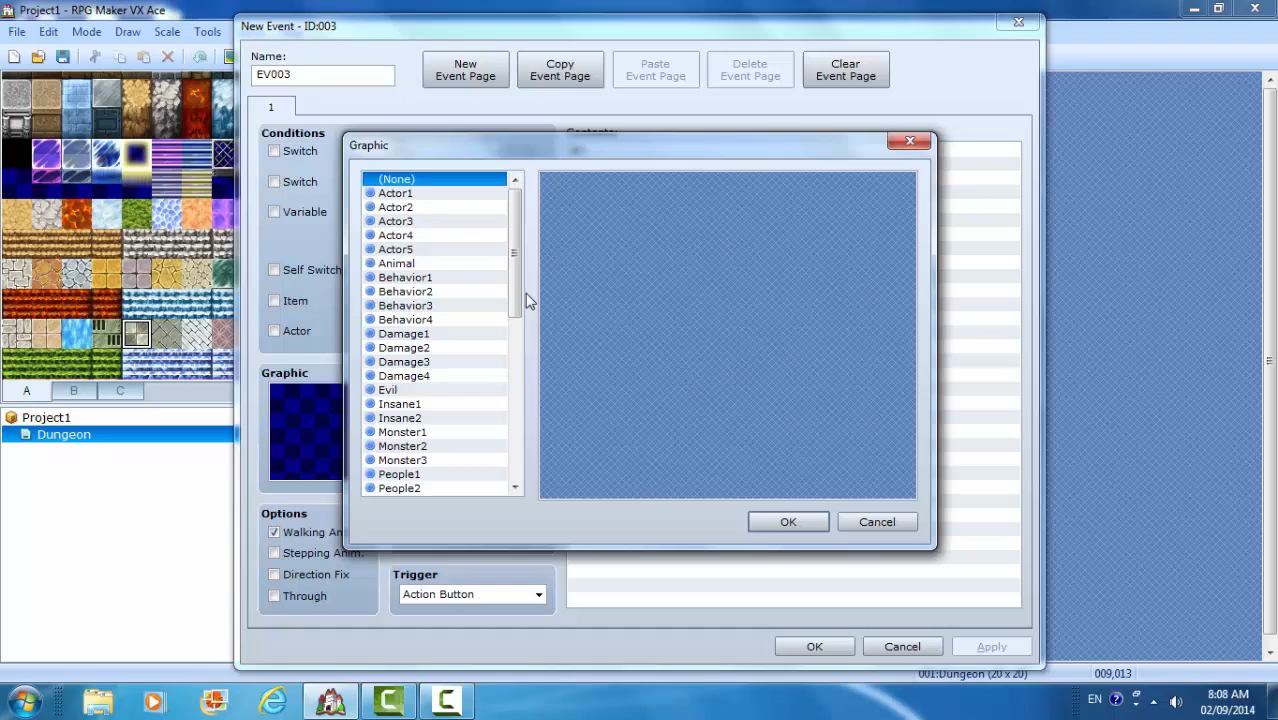 Project1 - RPG Maker VX Ace
File Edit Mode Draw Scale Tools
New Event - ID:003
Name:
EV003
New
Event Page
Copy
Event Page
Paste
Event Page
Delete
Event Page
Clear
Event Page
1
Conditions
Switch
Switch
Variable
Self Switch
Item
Actor
Graphic
Options
Walking An
Stepping Anim.
Direction Fix
Through
Trigger
Action Button
Contents:
Graphic
(None)
Actor1
Actor2
Actor3
Actor4
Actor5
Animal
Behavior1
Behavior2
Behavior3
Behavior4
Damage1
Damage2
Damage3
Damage4
Evil
Insane1
Insane2
Monster1
Monster2
Monster3
People1
People2
OK Cancel
OK Cancel Apply
A B C
Project1
Dungeon
001:Dungeon (20 x 20) 009,013
EN
8:08 AM
02/09/2014